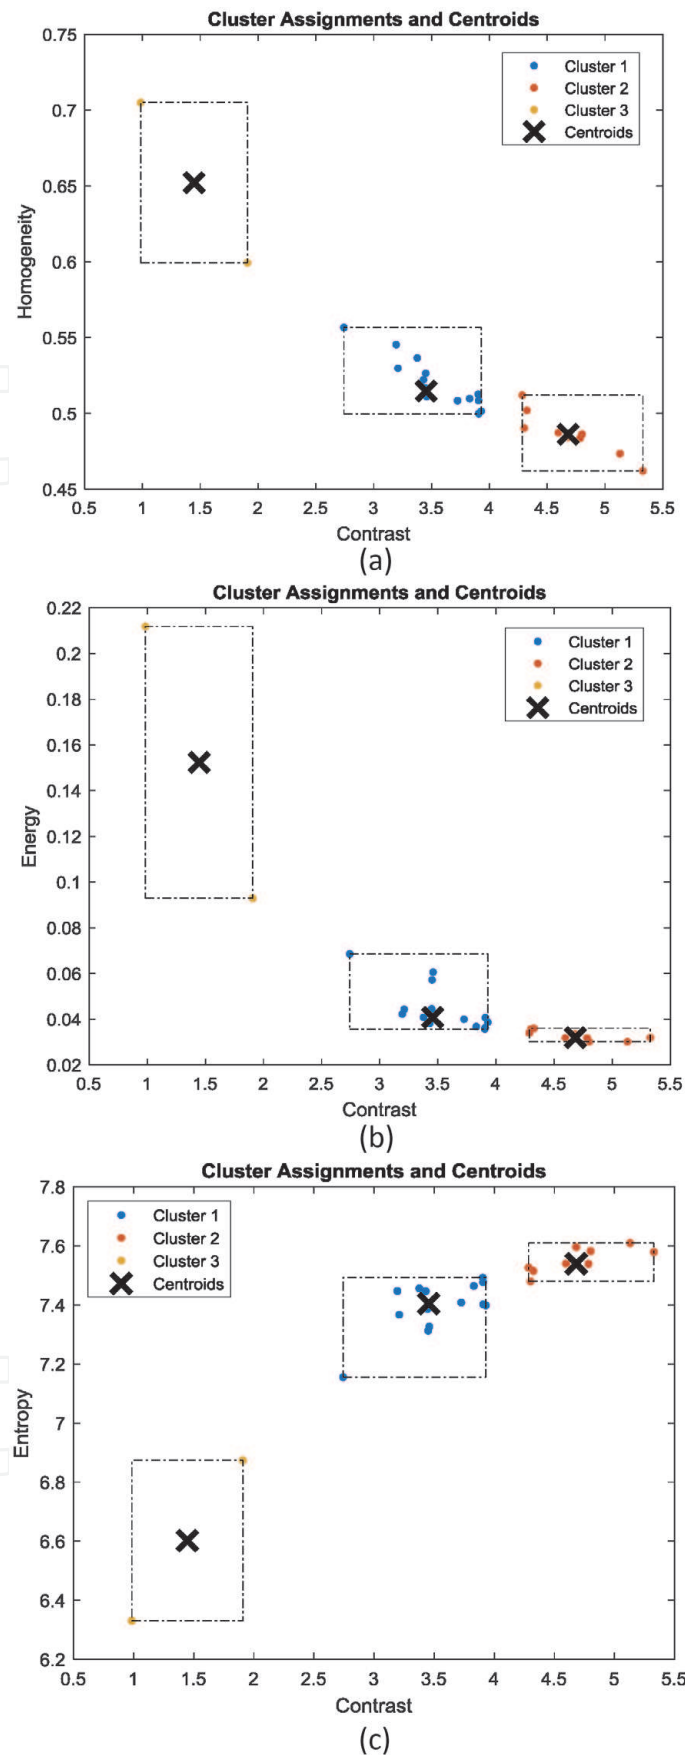 Cluster Assignments and Centroids
0.75
0.7
0.65
0.6
0.55
0.5
0.45
Homogeneity
Cluster 1
Cluster 2
Cluster 3
Centroids
0.5 1 1.5 2 2.5 3 3.5 4 4.5 5 5.5
Contrast
(a)
Cluster Assignments and Centroids
0.22
0.2
0.18
0.16
0.14
0.12
0.1
0.08
0.06
0.04
0.02
Energy
Cluster 1
Cluster 2
Cluster 3
Centroids
0.5 1 1.5 2 2.5 3 3.5 4 4.5 5 5.5
Contrast
(b)
Cluster Assignments and Centroids
7.8
7.6
7.4
7.2
7
6.8
6.6
6.4
6.2
Entropy
Cluster 1
Cluster 2
Cluster 3
Centroids
0.5 1 1.5 2 2.5 3 3.5 4 4.5 5 5.5
Contrast
(c)